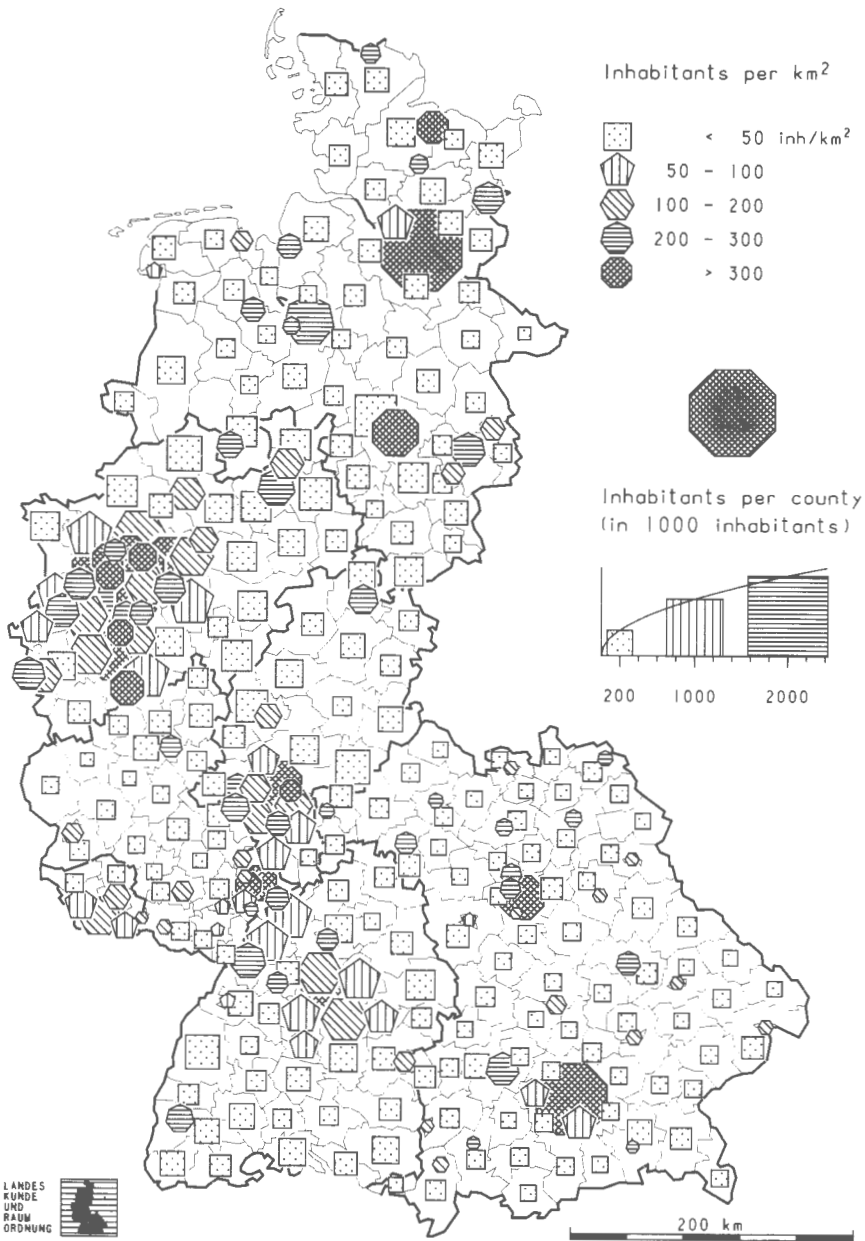 Inhabitants per km²
< 50 inh/km²
50 - 100
100 - 200
200 - 300
> 300
Inhabitants per county
(in 1000 inhabitants)
200 1000 2000
LANDES
KUNDE
UND
RAUM
ORDNUNG
200 km